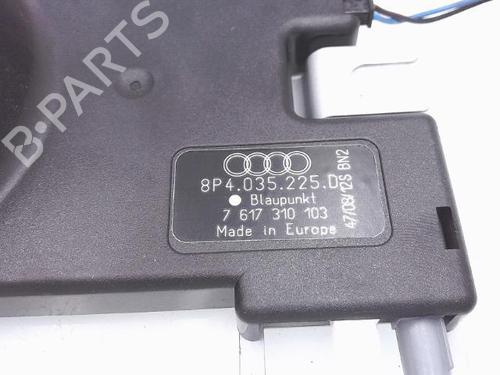 B-PARTS
8P4.035.225.D
Blaupunkt
7 617 310 103
Made in Europe
47/08/12S BN2